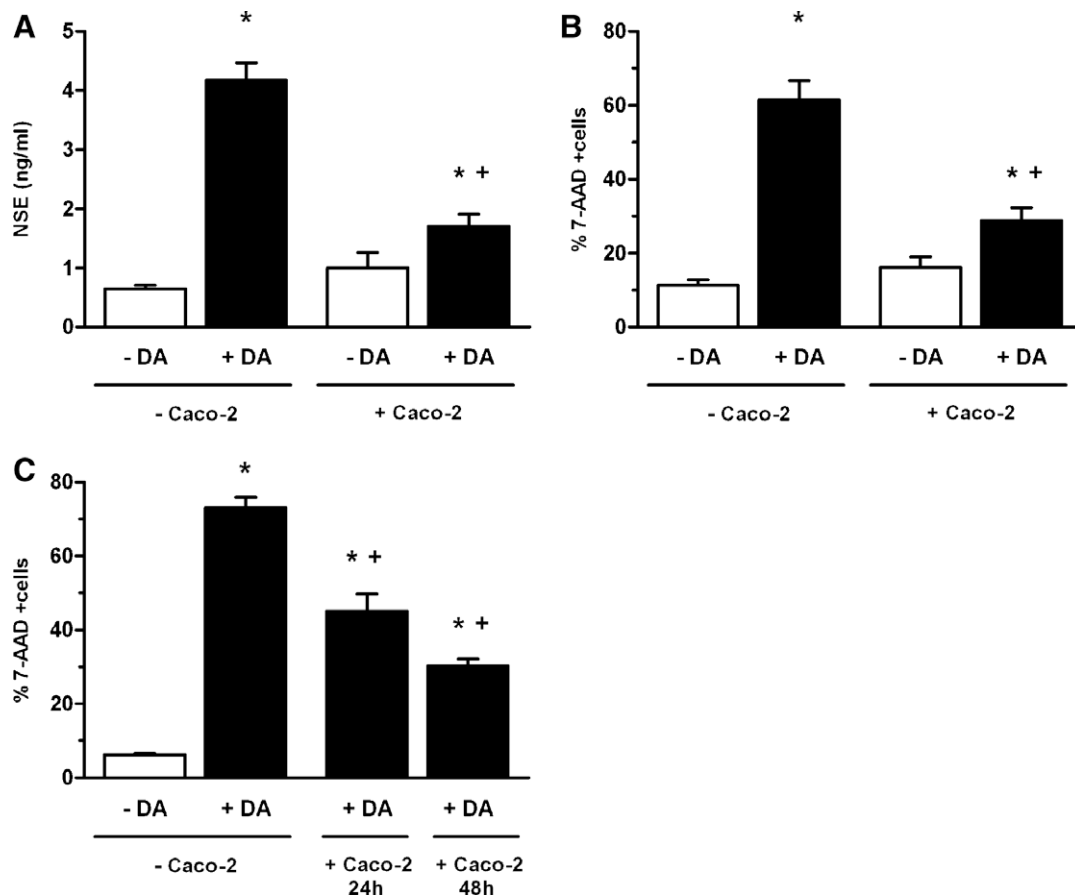 A
NSE (ng/ml)
5
4
3
2
1
0
*
* +
- DA + DA - DA + DA
- Caco-2 + Caco-2
B
% 7-AAD +cells
80
60
40
20
0
*
* +
- DA + DA - DA + DA
- Caco-2 + Caco-2
C
% 7-AAD +cells
80
60
40
20
0
*
* +
* +
- DA + DA + DA + DA
- Caco-2 + Caco-2 + Caco-2
24h 48h